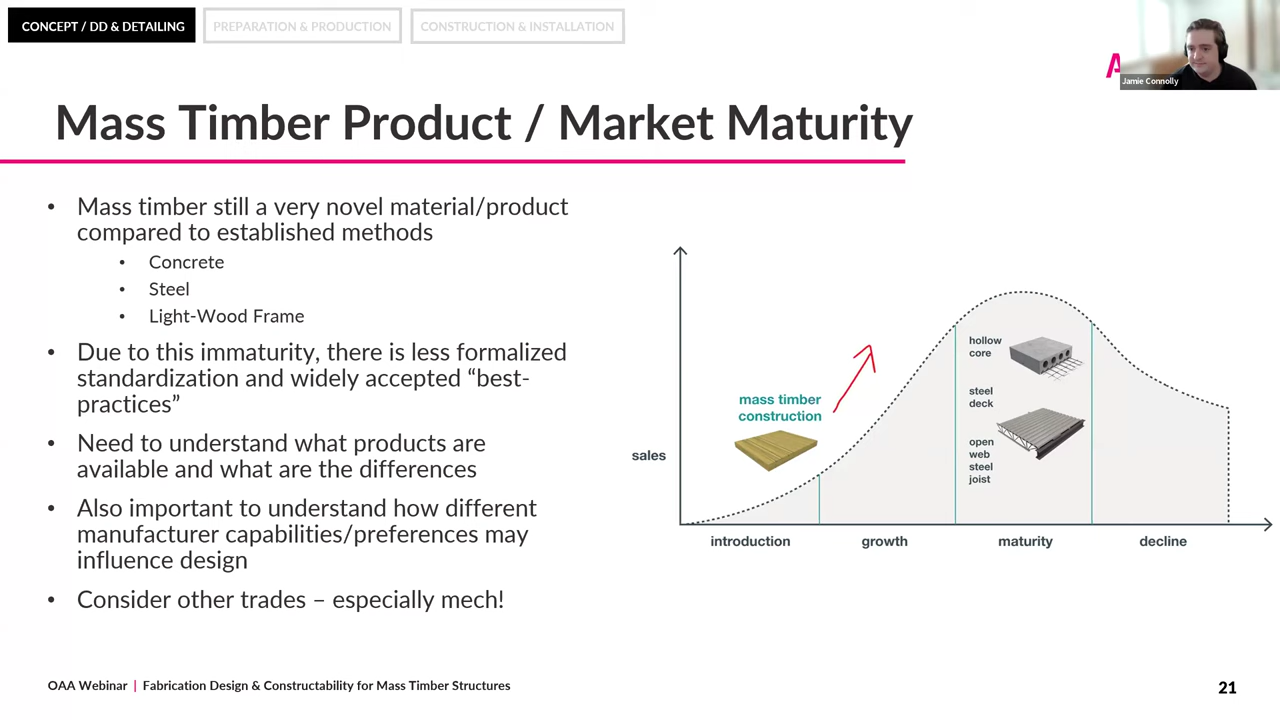 CONCEPT / DD & DETAILING
PREPARATION & PRODUCTION
CONSTRUCTION & INSTALLATION
A
Jamie Connolly
Mass Timber Product / Market Maturity
• Mass timber still a very novel material/product
compared to established methods
• Concrete
• Steel
• Light-Wood Frame
• Due to this immaturity, there is less formalized
standardization and widely accepted “best-
practices”
• Need to understand what products are
available and what are the differences
• Also important to understand how different
manufacturer capabilities/preferences may
influence design
• Consider other trades – especially mech!
sales
mass timber
construction
hollow
core
steel
deck
open
web
steel
joist
introduction
growth
maturity
decline
OAA Webinar | Fabrication Design & Constructability for Mass Timber Structures
21